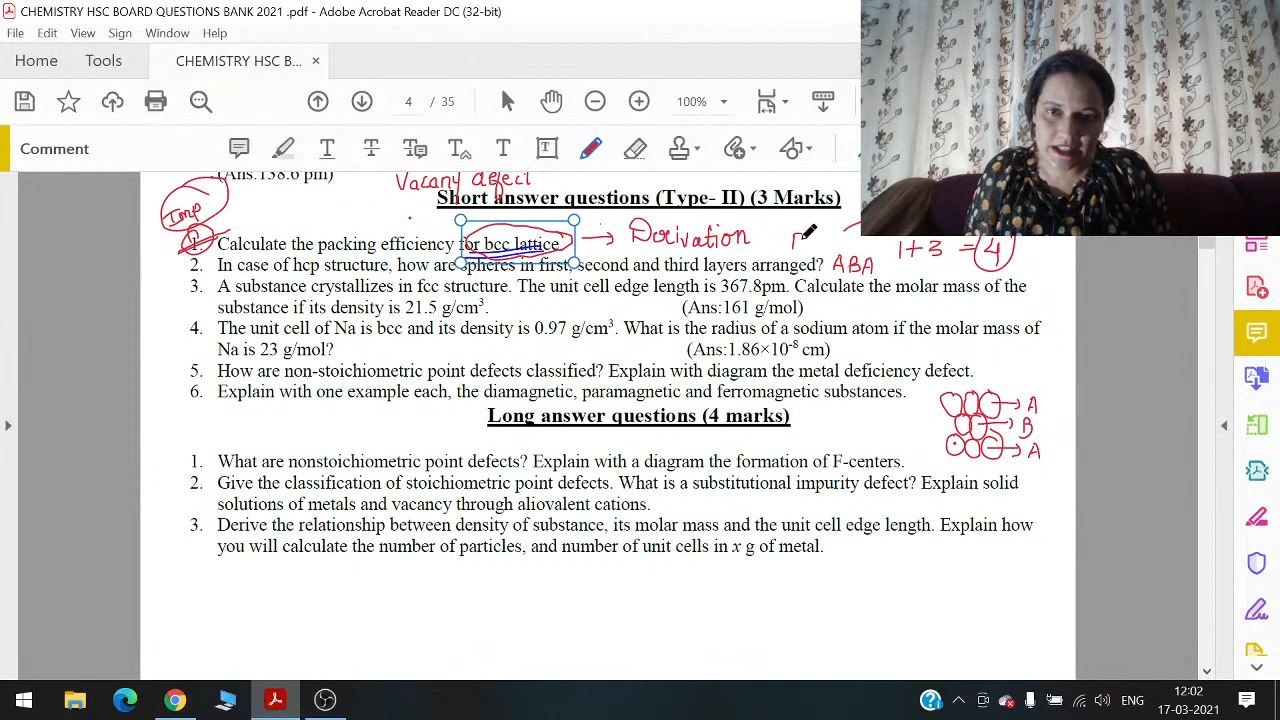 CHEMISTRY HSC BOARD QUESTIONS BANK 2021 .pdf - Adobe Acrobat Reader DC (32-bit)
File Edit View Sign Window Help
Home Tools CHEMISTRY HSC B... ×
4 / 35 100%
Comment
(Ans:138.6 pm)
Vacany defect
Short answer questions (Type- II) (3 Marks)
Imp
1. Calculate the packing efficiency for bcc lattice. → Derivation 1+3 = 4
2. In case of hcp structure, how are spheres in first, second and third layers arranged? ABA
3. A substance crystallizes in fcc structure. The unit cell edge length is 367.8pm. Calculate the molar mass of the
substance if its density is 21.5 g/cm³. (Ans:161 g/mol)
4. The unit cell of Na is bcc and its density is 0.97 g/cm³. What is the radius of a sodium atom if the molar mass of
Na is 23 g/mol? (Ans:1.86×10⁻⁸ cm)
5. How are non-stoichiometric point defects classified? Explain with diagram the metal deficiency defect.
6. Explain with one example each, the diamagnetic, paramagnetic and ferromagnetic substances.
→ A
Long answer questions (4 marks)
→ B
→ A
1. What are nonstoichiometric point defects? Explain with a diagram the formation of F-centers.
2. Give the classification of stoichiometric point defects. What is a substitutional impurity defect? Explain solid
solutions of metals and vacancy through aliovalent cations.
3. Derive the relationship between density of substance, its molar mass and the unit cell edge length. Explain how
you will calculate the number of particles, and number of unit cells in x g of metal.
ENG
12:02
17-03-2021